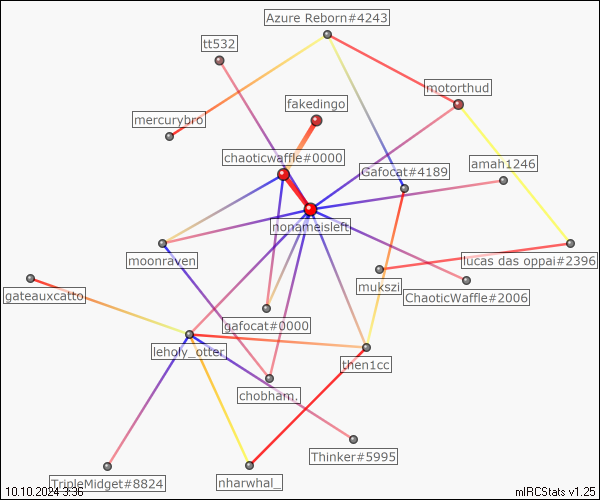 Azure Reborn#4243
tt532
motorthud
fakedingo
mercurybro
chaoticwaffle#0000
amah1246
Gafocat#4189
nonameisleft
moonraven
lucas das oppai#2396
mukszi
gateauxcatto
ChaoticWaffle#2006
gafocat#0000
leholy_otter
then1cc
chobham.
Thinker#5995
TripleMidget#8824
nharwhal_
10.10.2024 3:36
mIRCStats v1.25